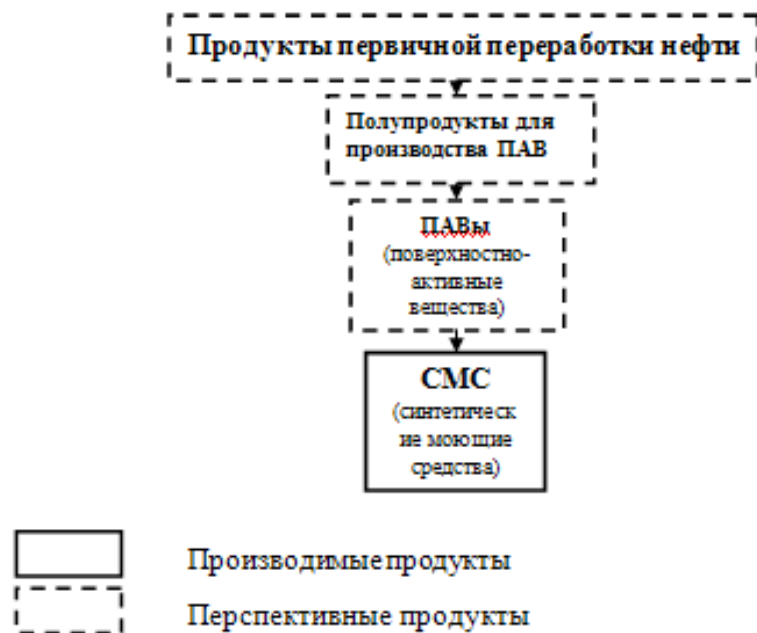 Продукты первичной переработки нефти
Полупродукты для
производства ПАВ
ПАВы
(поверхностно-
активные
вещества)
СМС
(синтетическ
ие моющие
средства)
Производимые продукты
Перспективные продукты